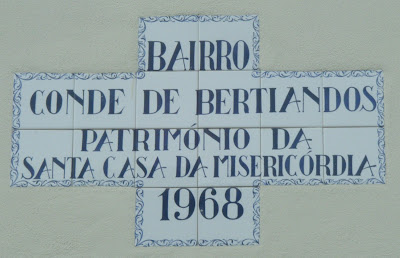 BAIRRO
CONDE DE BERTIANDOS
PATRIMÓNIO DA
SANTA CASA DA MISERICÓRDIA
1968